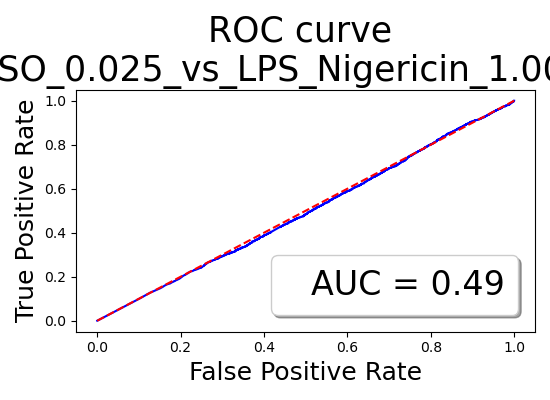 ROC curve
SO_0.025_vs_LPS_Nigericin_1.00
True Positive Rate
1.0
0.8
0.6
0.4
0.2
0.0
AUC = 0.49
0.0 0.2 0.4 0.6 0.8 1.0
False Positive Rate